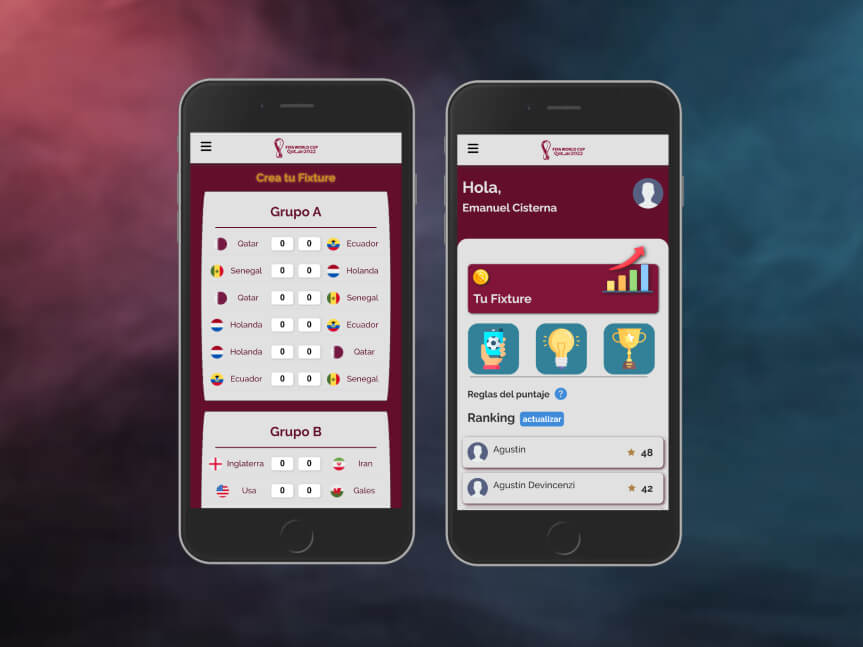 FIFA WORLD CUP
Qatar2022
Crea tu Fixture
Grupo A
Qatar 0 0 Ecuador
Senegal 0 0 Holanda
Qatar 0 0 Senegal
Holanda 0 0 Ecuador
Holanda 0 0 Qatar
Ecuador 0 0 Senegal
Grupo B
Inglaterra 0 0 Iran
Usa 0 0 Gales
FIFA WORLD CUP
Qatar2022
Hola,
Emanuel Cisterna
Tu Fixture
Reglas del puntaje ?
Ranking actualizar
Agustin 48
Agustin Devincenzi 42